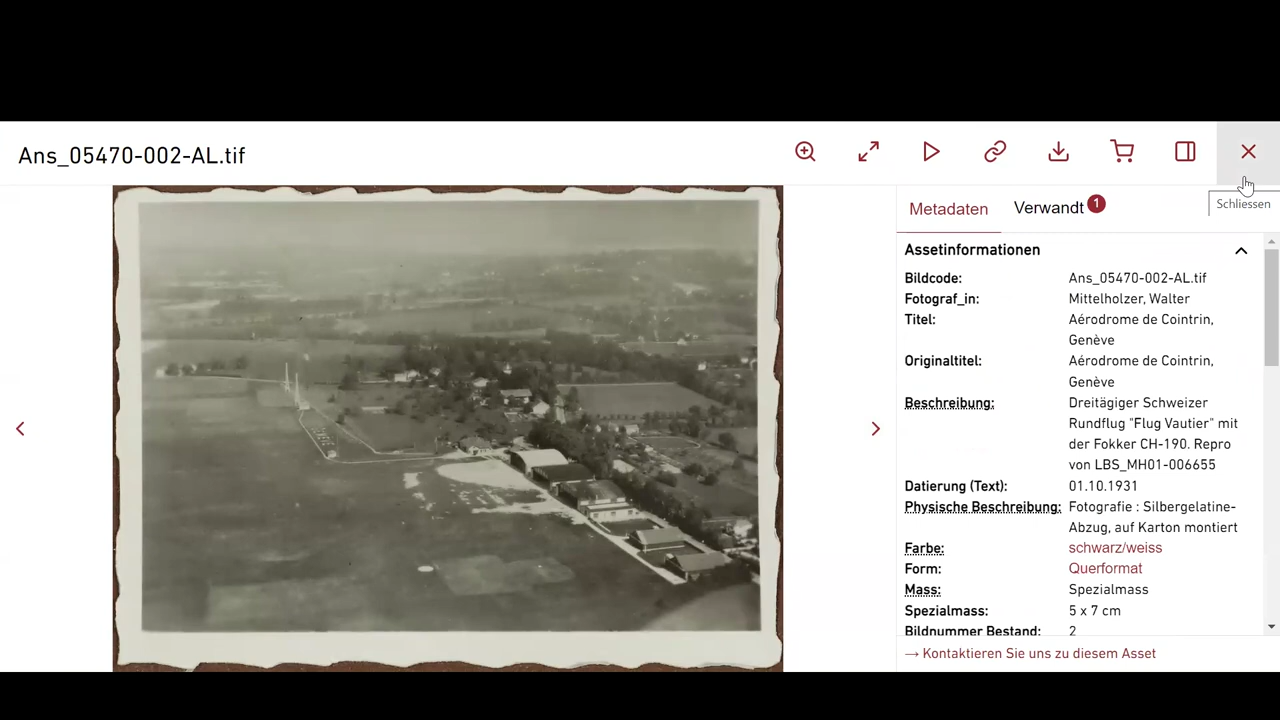 Ans_05470-002-AL.tif
Schliessen
Metadaten
Verwandt 1
Assetinformationen
Bildcode: Ans_05470-002-AL.tif
Fotograf_in: Mittelholzer, Walter
Titel: Aérodrome de Cointrin,
Genève
Originaltitel: Aérodrome de Cointrin,
Genève
Beschreibung: Dreitägiger Schweizer
Rundflug "Flug Vautier" mit
der Fokker CH-190. Repro
von LBS_MH01-006655
Datierung (Text): 01.10.1931
Physische Beschreibung: Fotografie : Silbergelatine-
Abzug, auf Karton montiert
Farbe: schwarz/weiss
Form: Querformat
Mass: Spezialmass
Spezialmass: 5 x 7 cm
Bildnummer Bestand: 2
→ Kontaktieren Sie uns zu diesem Asset